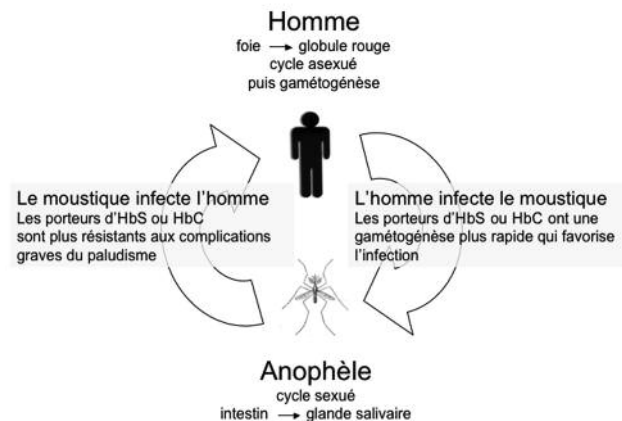 Homme
foie → globule rouge
cycle asexué
puis gamétogénèse
Le moustique infecte l'homme
Les porteurs d'HbS ou HbC
sont plus résistants aux complications
graves du paludisme
L'homme infecte le moustique
Les porteurs d'HbS ou HbC ont une
gamétogénèse plus rapide qui favorise
l'infection
Anophèle
cycle sexué
intestin → glande salivaire